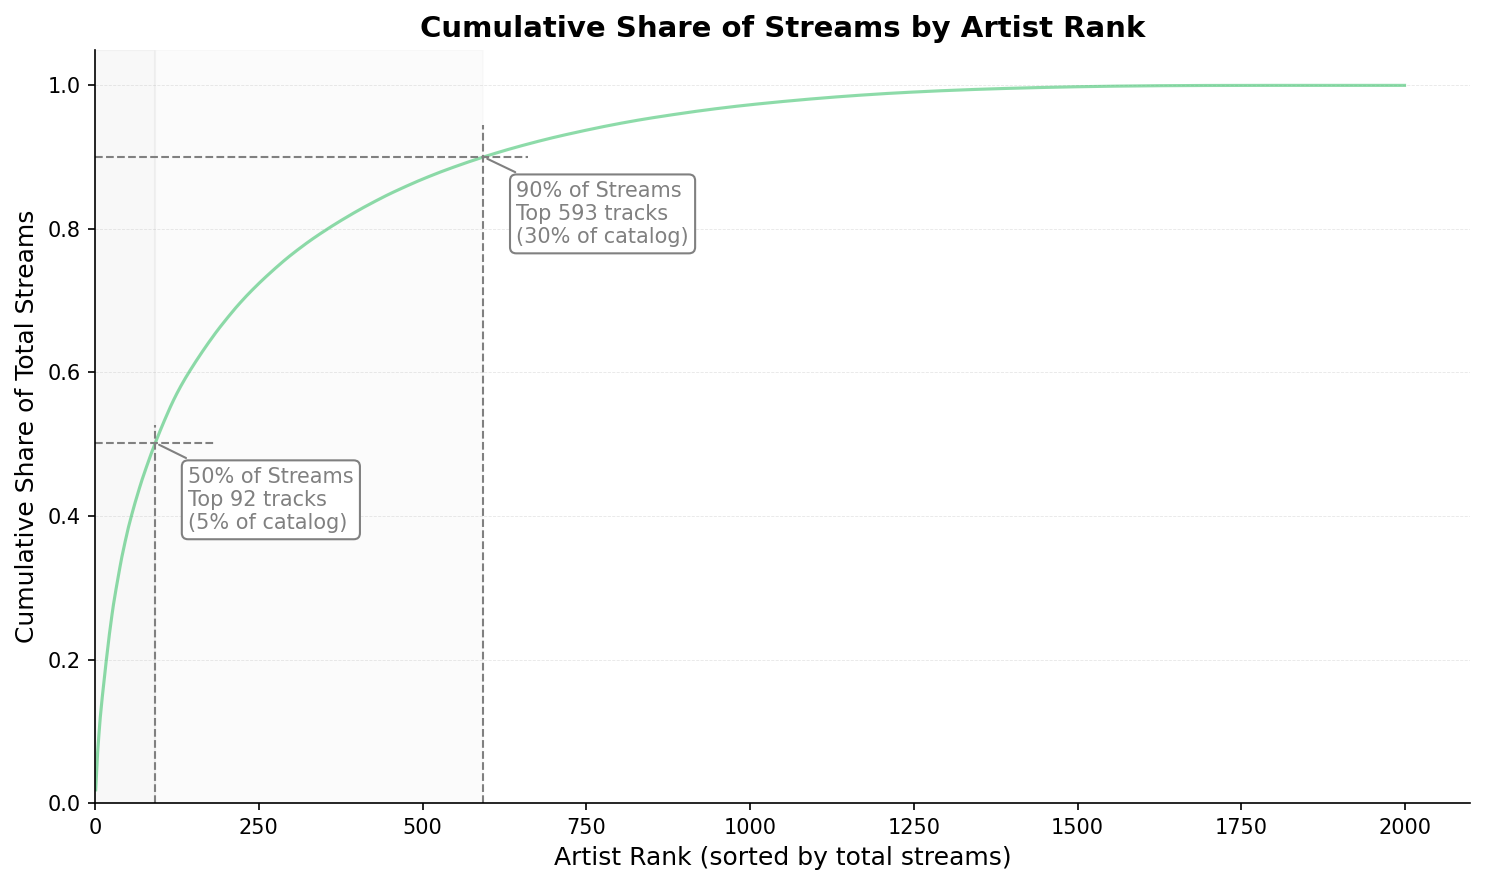 Cumulative Share of Streams by Artist Rank
Cumulative Share of Total Streams
1.0
0.8
0.6
0.4
0.2
0.0
90% of Streams
Top 593 tracks
(30% of catalog)
50% of Streams
Top 92 tracks
(5% of catalog)
0 250 500 750 1000 1250 1500 1750 2000
Artist Rank (sorted by total streams)